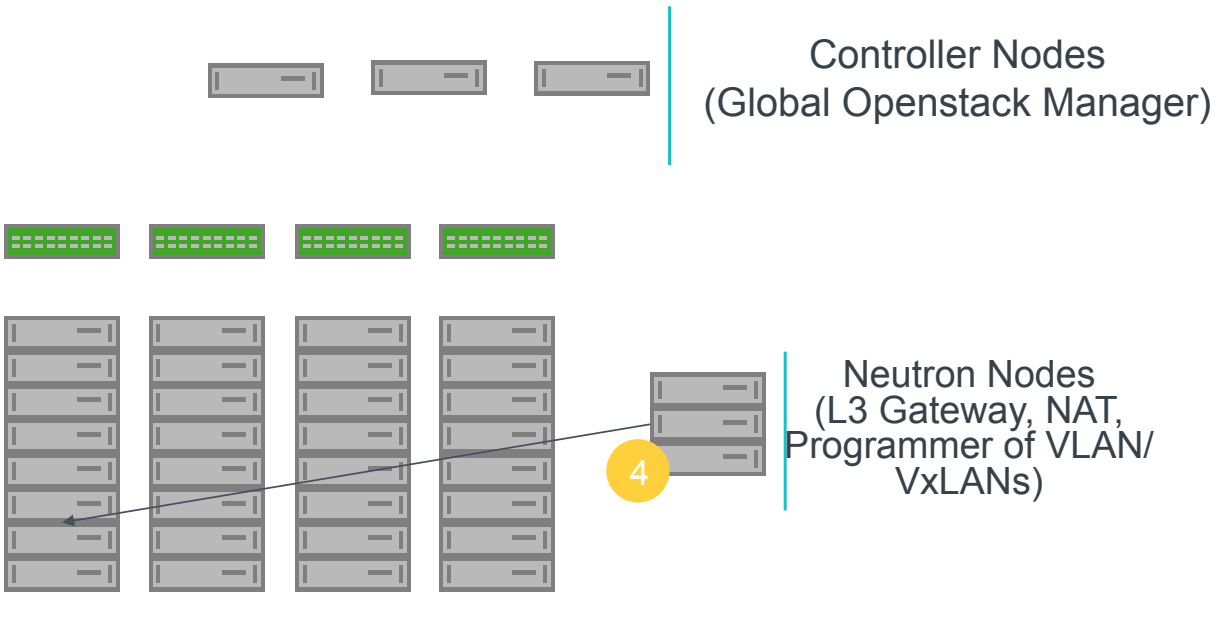 Controller Nodes
(Global Openstack Manager)
Neutron Nodes
(L3 Gateway, NAT,
Programmer of VLAN/
VxLANs)
4